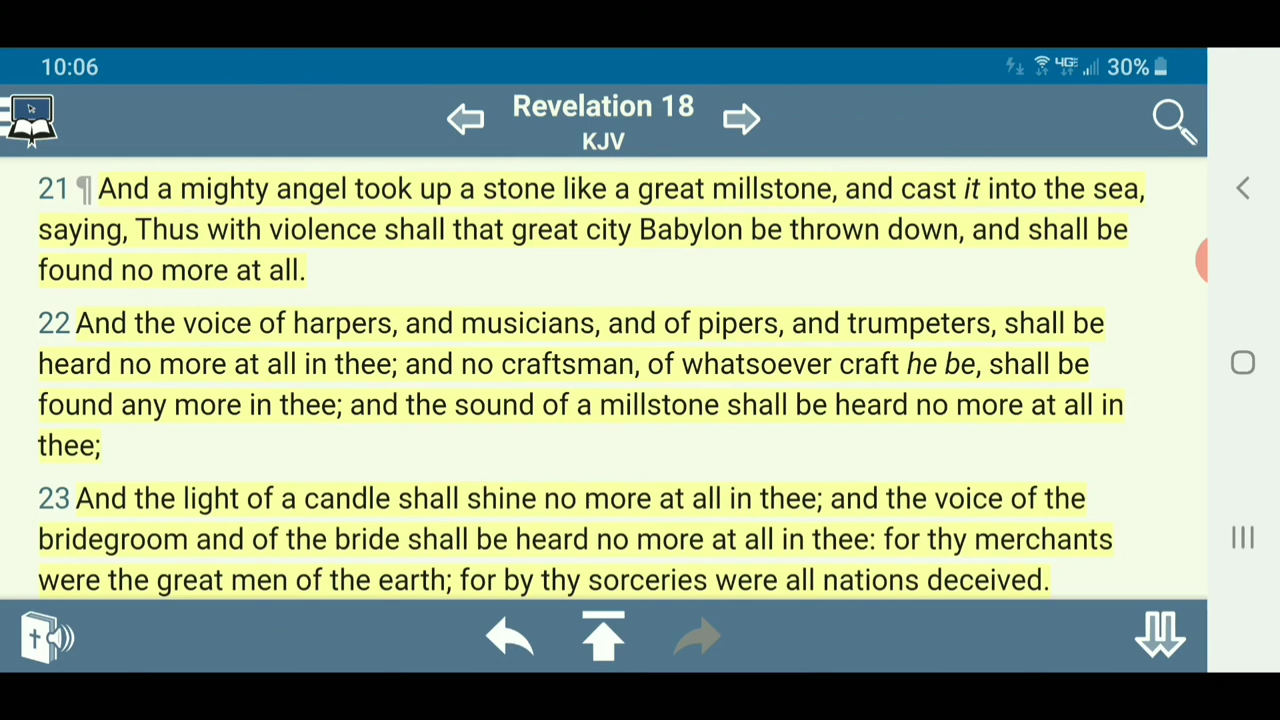 10:06
4GE 30%
Revelation 18
KJV
21 ¶ And a mighty angel took up a stone like a great millstone, and cast it into the sea,
saying, Thus with violence shall that great city Babylon be thrown down, and shall be
found no more at all.
22 And the voice of harpers, and musicians, and of pipers, and trumpeters, shall be
heard no more at all in thee; and no craftsman, of whatsoever craft he be, shall be
found any more in thee; and the sound of a millstone shall be heard no more at all in
thee;
23 And the light of a candle shall shine no more at all in thee; and the voice of the
bridegroom and of the bride shall be heard no more at all in thee: for thy merchants
were the great men of the earth; for by thy sorceries were all nations deceived.